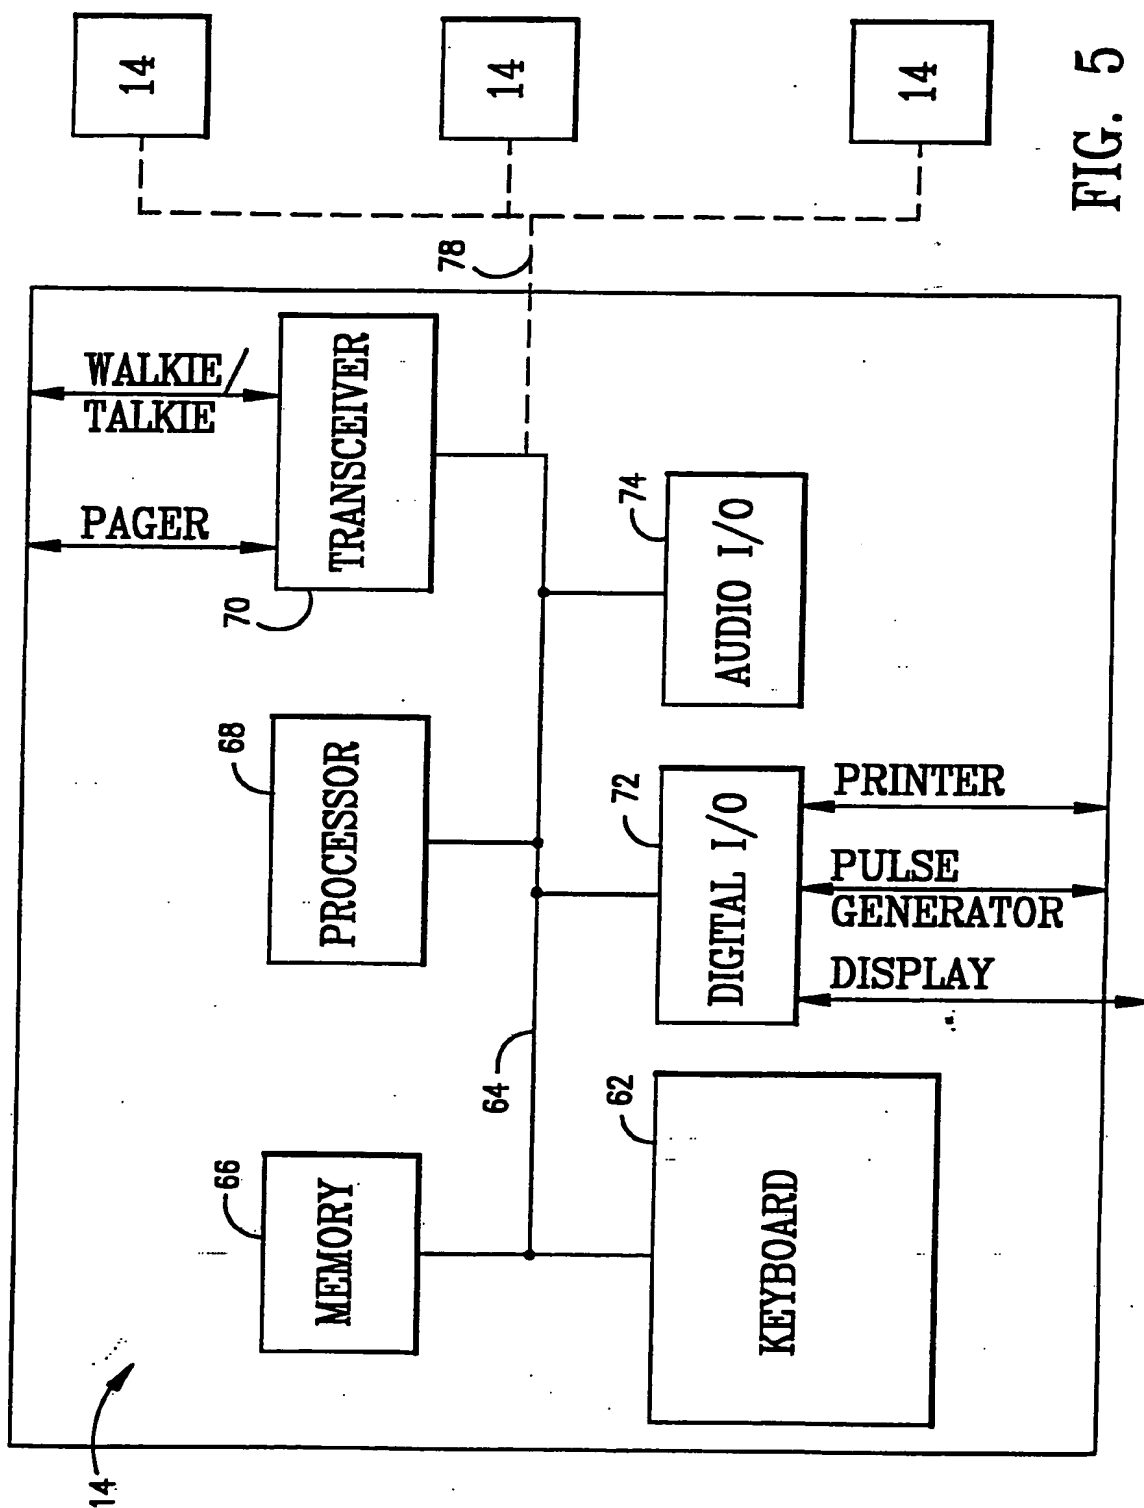 14
66
MEMORY
68
PROCESSOR
70
TRANSCEIVER
PAGER
WALKIE/
TALKIE
64
78
62
KEYBOARD
72
DIGITAL I/O
74
AUDIO I/O
DISPLAY
PULSE
GENERATOR
PRINTER
14
14
14
FIG. 5